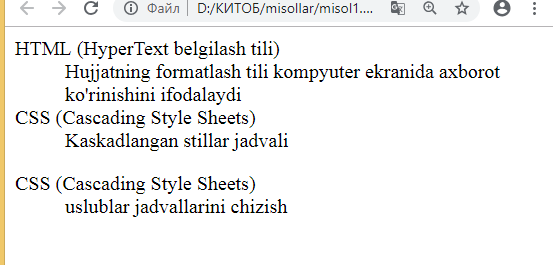 Файл
D:/КИТОБ/misollar/misol1....
HTML (HyperText belgilash tili)
Hujjatning formatlash tili kompyuter ekranida axborot
ko'rinishini ifodalaydi
CSS (Cascading Style Sheets)
Kaskadlangan stillar jadvali
CSS (Cascading Style Sheets)
uslublar jadvallarini chizish